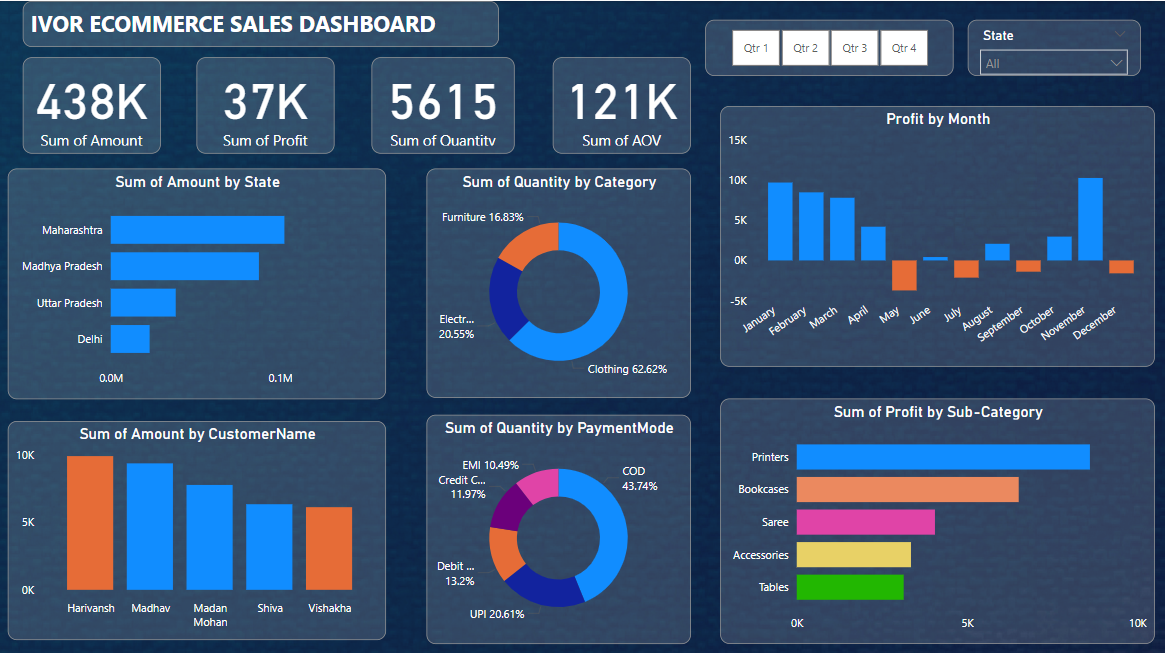 IVOR ECOMMERCE SALES DASHBOARD
Qtr 1
Qtr 2
Qtr 3
Qtr 4
State
All
438K
Sum of Amount
37K
Sum of Profit
5615
Sum of Quantity
121K
Sum of AOV
Sum of Amount by State
Maharashtra
Madhya Pradesh
Uttar Pradesh
Delhi
0.0M
0.1M
Sum of Quantity by Category
Furniture 16.83%
Electr...
20.55%
Clothing 62.62%
Profit by Month
15K
10K
5K
0K
-5K
January
February
March
April
May
June
July
August
September
October
November
December
Sum of Amount by CustomerName
10K
5K
0K
Harivansh
Madhav
Madan
Mohan
Shiva
Vishakha
Sum of Quantity by PaymentMode
EMI 10.49%
Credit C...
11.97%
COD
43.74%
Debit ...
13.2%
UPI 20.61%
Sum of Profit by Sub-Category
Printers
Bookcases
Saree
Accessories
Tables
0K
5K
10K